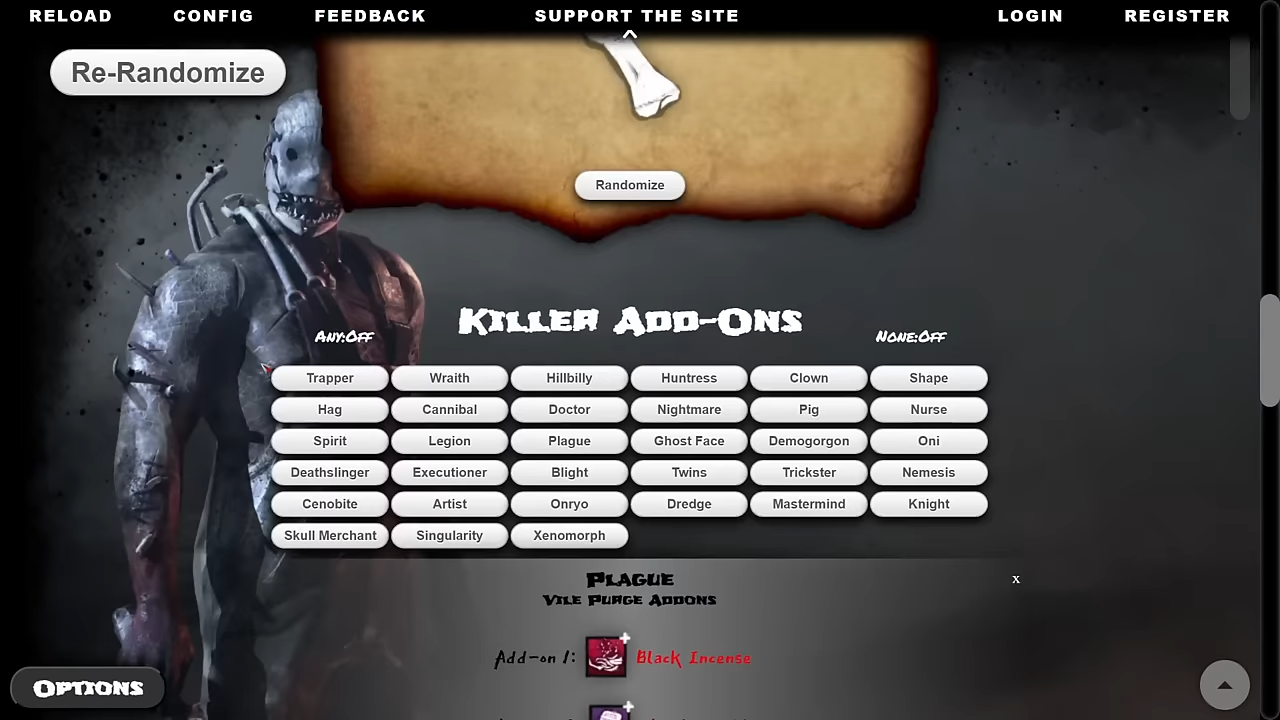 RELOAD CONFIG FEEDBACK SUPPORT THE SITE LOGIN REGISTER
Re-Randomize
Randomize
Killer Add-Ons
Any:Off None:Off
Trapper Wraith Hillbilly Huntress Clown Shape
Hag Cannibal Doctor Nightmare Pig Nurse
Spirit Legion Plague Ghost Face Demogorgon Oni
Deathslinger Executioner Blight Twins Trickster Nemesis
Cenobite Artist Onryo Dredge Mastermind Knight
Skull Merchant Singularity Xenomorph
Plague x
Vile Purge Addons
Add-on 1: Black Incense
Options